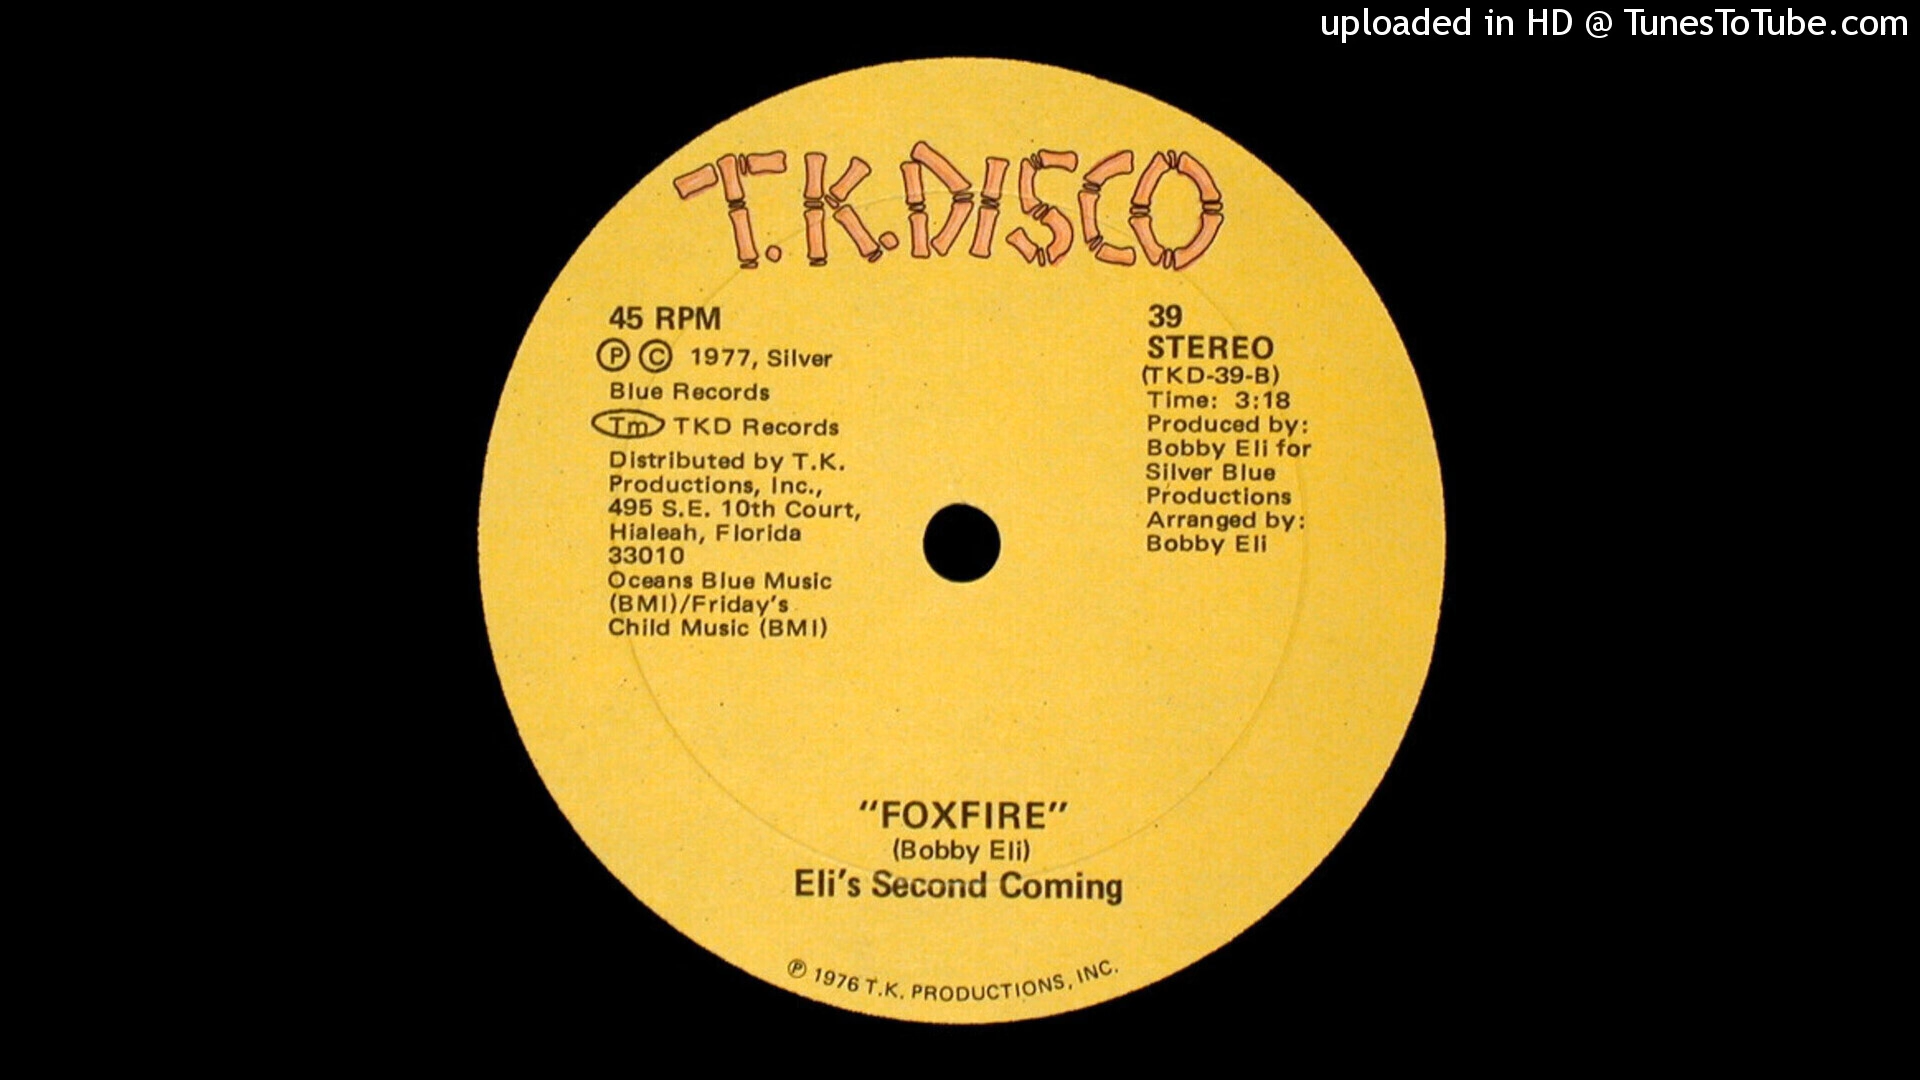 uploaded in HD @ TunesToTube.com
T.K.DISCO
45 RPM
Ⓟ Ⓒ 1977, Silver
Blue Records
Tm TKD Records
Distributed by T.K.
Productions, Inc.,
495 S.E. 10th Court,
Hialeah, Florida
33010
Oceans Blue Music
(BMI)/Friday's
Child Music (BMI)
39
STEREO
(TKD-39-B)
Time: 3:18
Produced by:
Bobby Eli for
Silver Blue
Productions
Arranged by:
Bobby Eli
"FOXFIRE"
(Bobby Eli)
Eli's Second Coming
Ⓟ 1976 T.K. PRODUCTIONS, INC.